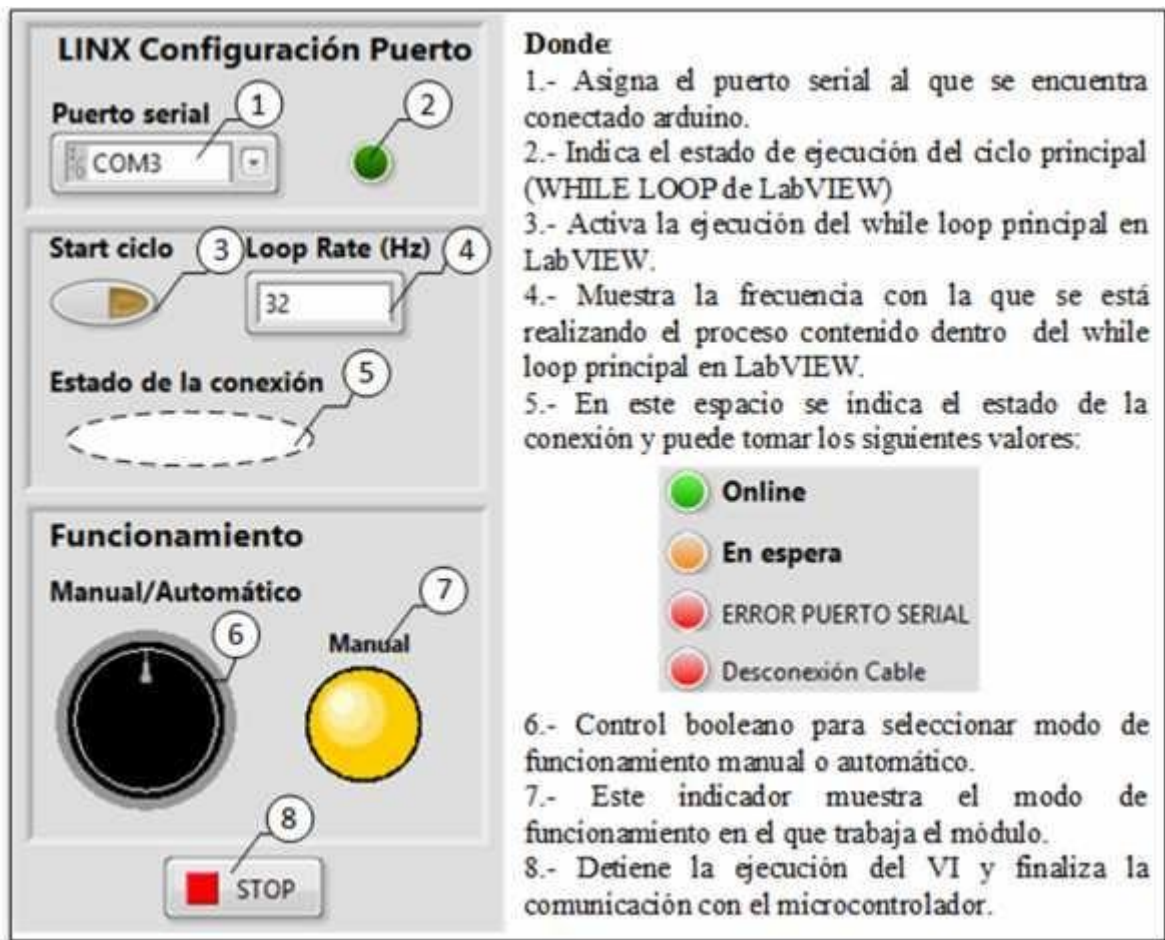 LINX Configuración Puerto
Puerto serial
1
2
COM3
Start ciclo
3
Loop Rate (Hz)
4
32
Estado de la conexión
5
Funcionamiento
Manual/Automático
7
6
Manual
8
STOP
Donde:
1.- Asigna el puerto serial al que se encuentra
conectado arduino.
2.- Indica el estado de ejecución del ciclo principal
(WHILE LOOP de LabVIEW)
3.- Activa la ejecución del while loop principal en
LabVIEW.
4.- Muestra la frecuencia con la que se está
realizando el proceso contenido dentro del while
loop principal en LabVIEW.
5.- En este espacio se indica el estado de la
conexión y puede tomar los siguientes valores:
Online
En espera
ERROR PUERTO SERIAL
Desconexión Cable
6.- Control booleano para seleccionar modo de
funcionamiento manual o automático.
7.- Este indicador muestra el modo de
funcionamiento en el que trabaja el módulo.
8.- Detiene la ejecución del VI y finaliza la
comunicación con el microcontrolador.